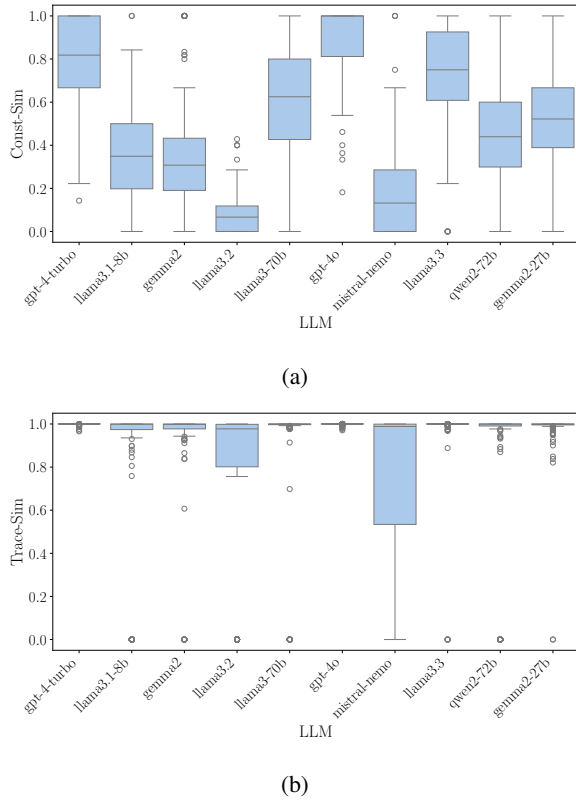 1.0
0.8
0.6
0.4
0.2
0.0
Const-Sim
gpt-4-turbo
llama3.1-8b
gemma2
llama3.2
llama3-70b
gpt-4o
mistral-nemo
llama3.3
qwen2-72b
gemma2-27b
LLM
(a)
1.0
0.8
0.6
0.4
0.2
0.0
Trace-Sim
gpt-4-turbo
llama3.1-8b
gemma2
llama3.2
llama3-70b
gpt-4o
mistral-nemo
llama3.3
qwen2-72b
gemma2-27b
LLM
(b)